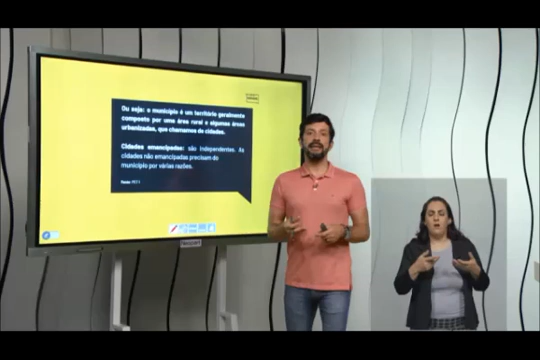 Ou seja: o município é um território geralmente
composto por uma área rural e algumas áreas
urbanizadas, que chamamos de cidades.
Cidades emancipadas: são independentes. As
cidades não emancipadas precisam do
município por várias razões.